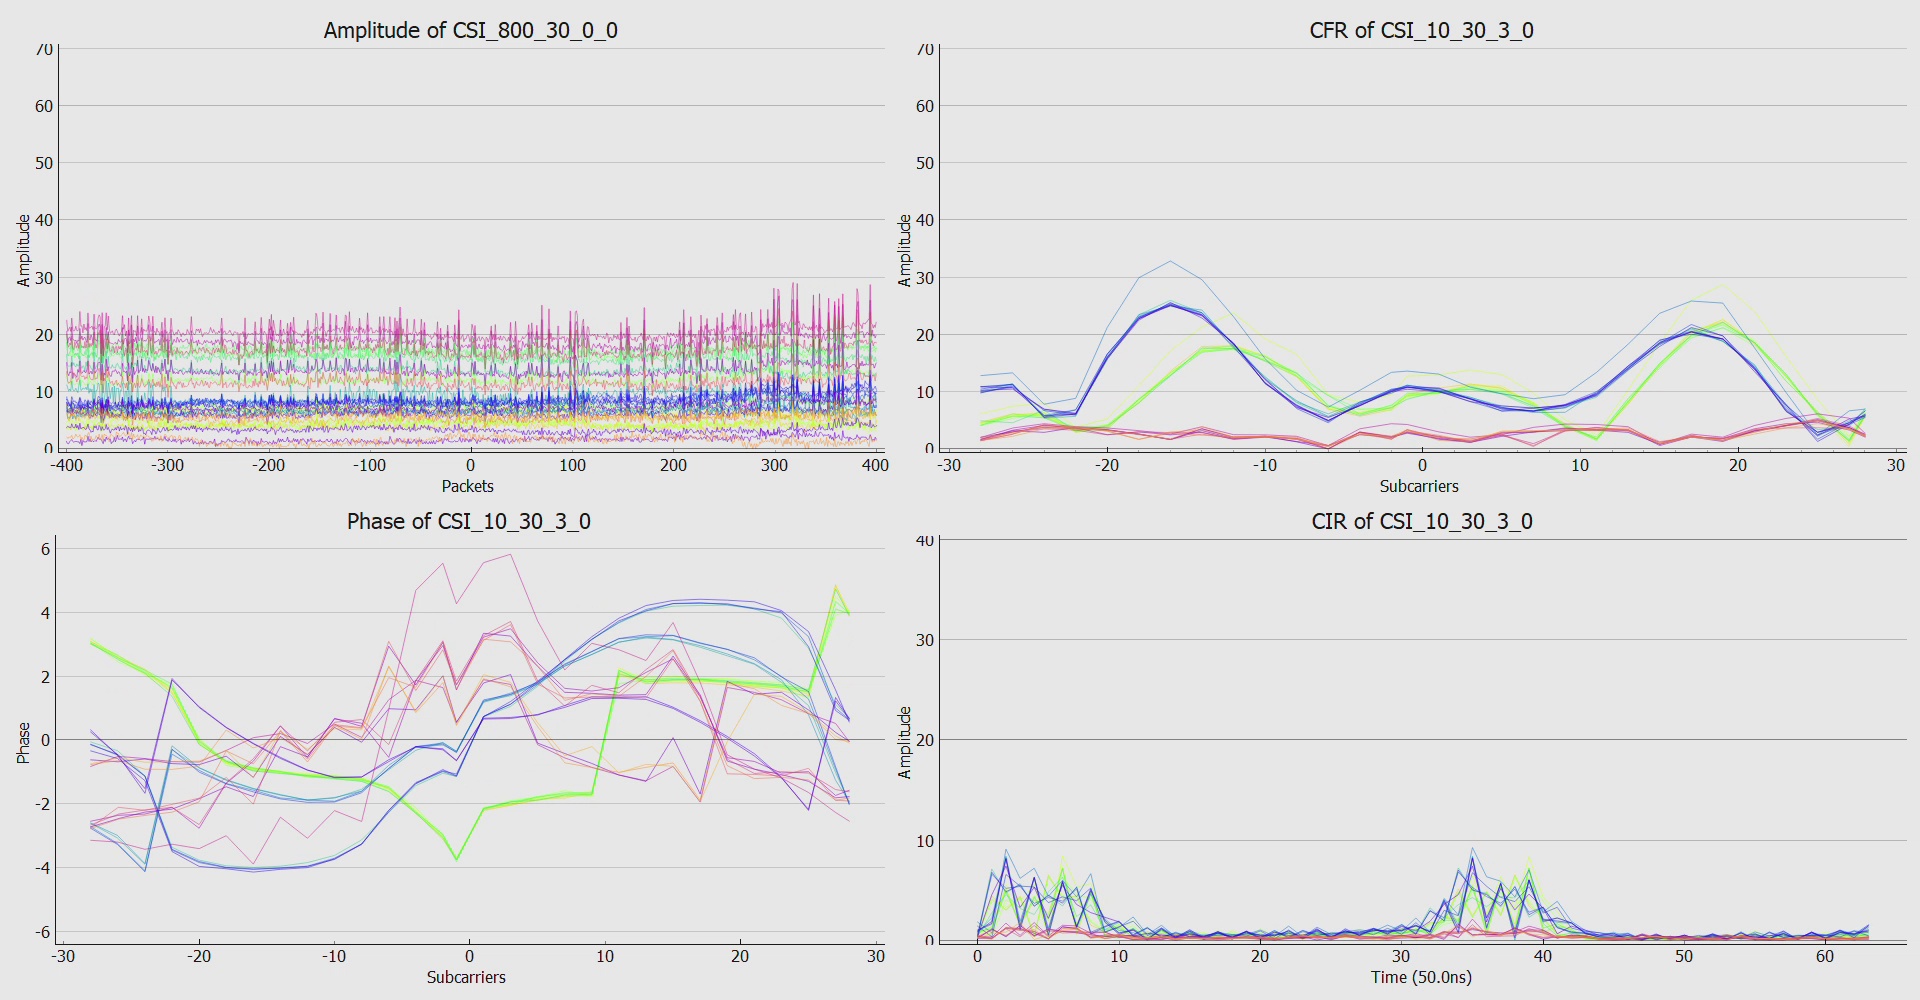 Amplitude of CSI_800_30_0_0
70
60
50
40
30
20
10
0
Amplitude
-400 -300 -200 -100 0 100 200 300 400
Packets
CFR of CSI_10_30_3_0
70
60
50
40
30
20
10
0
Amplitude
-30 -20 -10 0 10 20 30
Subcarriers
Phase of CSI_10_30_3_0
6
4
2
0
-2
-4
-6
Phase
-30 -20 -10 0 10 20 30
Subcarriers
CIR of CSI_10_30_3_0
40
30
20
10
0
Amplitude
0 10 20 30 40 50 60
Time (50.0ns)